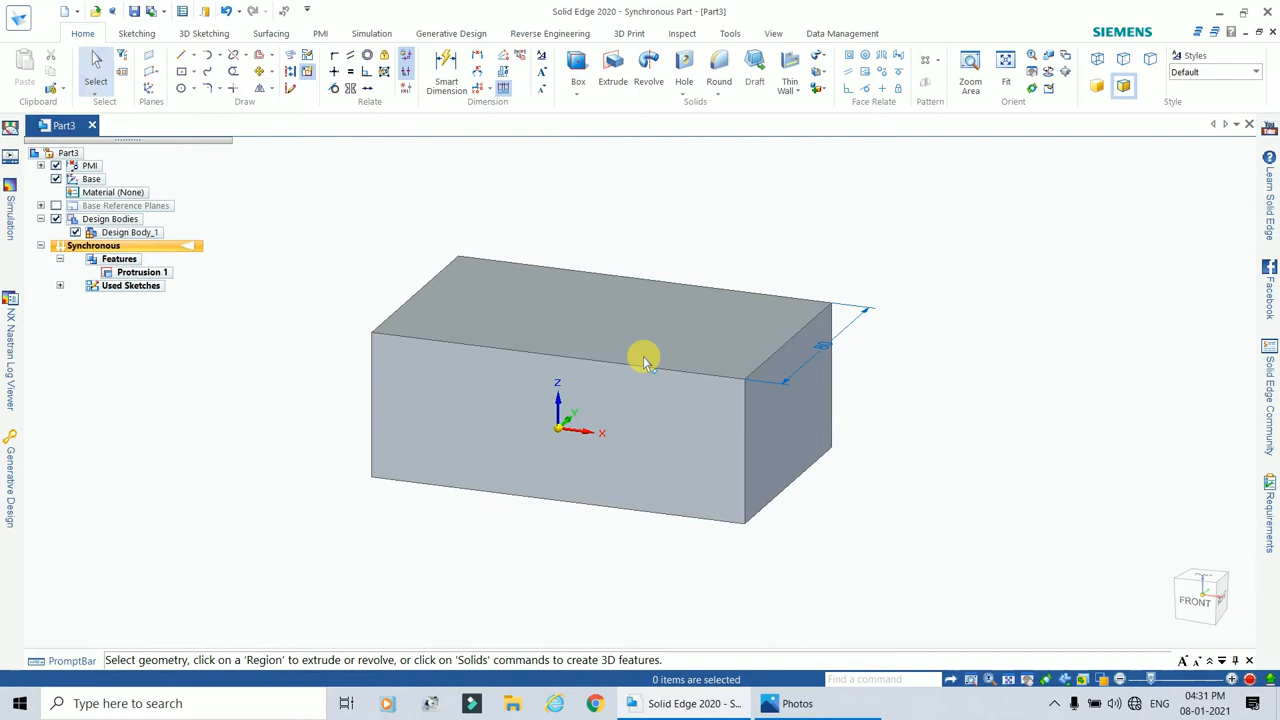 Solid Edge 2020 - Synchronous Part - [Part3]
Home Sketching 3D Sketching Surfacing PMI Simulation Generative Design Reverse Engineering 3D Print Inspect Tools View Data Management
SIEMENS
Paste
Select
Smart Dimension
Box Extrude Revolve Hole Round Draft Thin Wall
Zoom Area
Fit
Styles
Default
Clipboard Select Planes Draw Relate Dimension Solids Face Relate Pattern Orient Style
Part3
Part3
PMI
Base
Material (None)
Base Reference Planes
Design Bodies
Design Body_1
Synchronous
Features
Protrusion 1
Used Sketches
Simulation
NX Nastran Log Viewer
Generative Design
You Tube
Learn Solid Edge
Facebook
Solid Edge Community
Requirements
Z
Y
X
FRONT
PromptBar
Select geometry, click on a 'Region' to extrude or revolve, or click on 'Solids' commands to create 3D features.
0 items are selected
Find a command
Type here to search
Solid Edge 2020 - S...
Photos
ENG
04:31 PM
08-01-2021